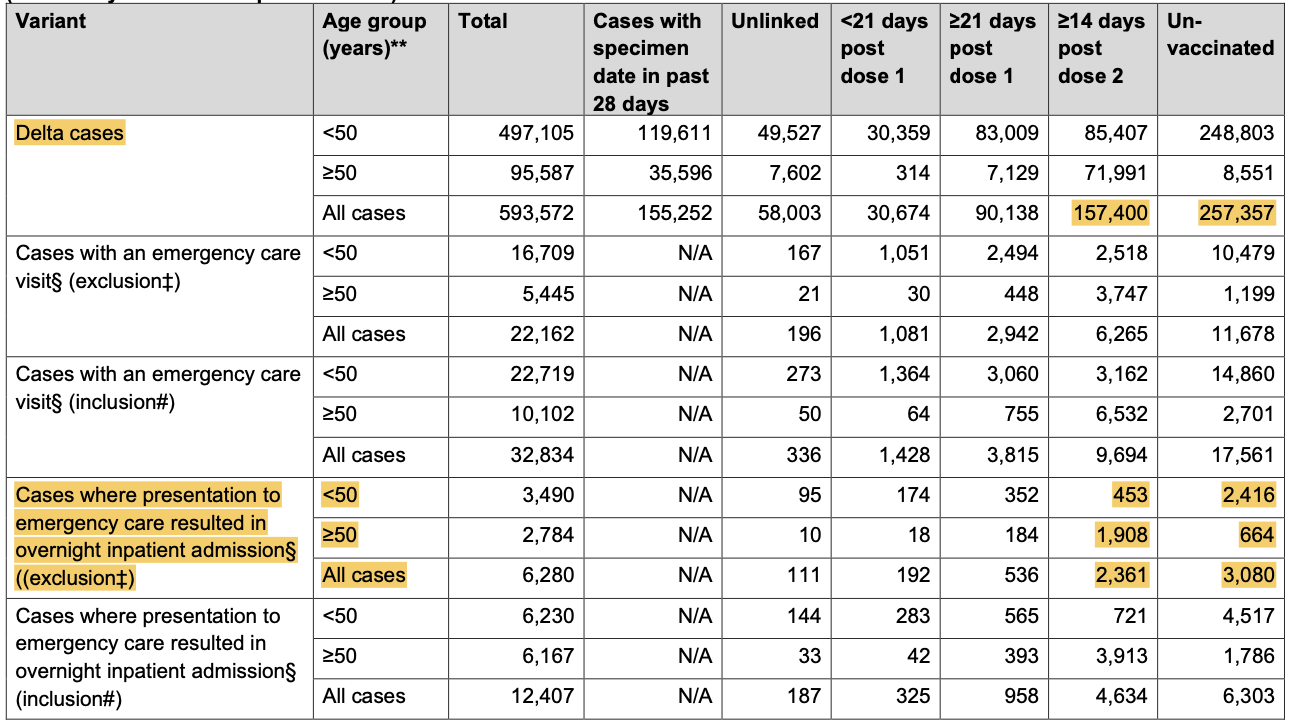 Variant Age group (years)** Total Cases with specimen date in past 28 days Unlinked <21 days post dose 1 ≥21 days post dose 1 ≥14 days post dose 2 Un-vaccinated
Delta cases <50 497,105 119,611 49,527 30,359 83,009 85,407 248,803
≥50 95,587 35,596 7,602 314 7,129 71,991 8,551
All cases 593,572 155,252 58,003 30,674 90,138 157,400 257,357
Cases with an emergency care visit§ (exclusion‡) <50 16,709 N/A 167 1,051 2,494 2,518 10,479
≥50 5,445 N/A 21 30 448 3,747 1,199
All cases 22,162 N/A 196 1,081 2,942 6,265 11,678
Cases with an emergency care visit§ (inclusion#) <50 22,719 N/A 273 1,364 3,060 3,162 14,860
≥50 10,102 N/A 50 64 755 6,532 2,701
All cases 32,834 N/A 336 1,428 3,815 9,694 17,561
Cases where presentation to emergency care resulted in overnight inpatient admission§ ((exclusion‡) <50 3,490 N/A 95 174 352 453 2,416
≥50 2,784 N/A 10 18 184 1,908 664
All cases 6,280 N/A 111 192 536 2,361 3,080
Cases where presentation to emergency care resulted in overnight inpatient admission§ (inclusion#) <50 6,230 N/A 144 283 565 721 4,517
≥50 6,167 N/A 33 42 393 3,913 1,786
All cases 12,407 N/A 187 325 958 4,634 6,303